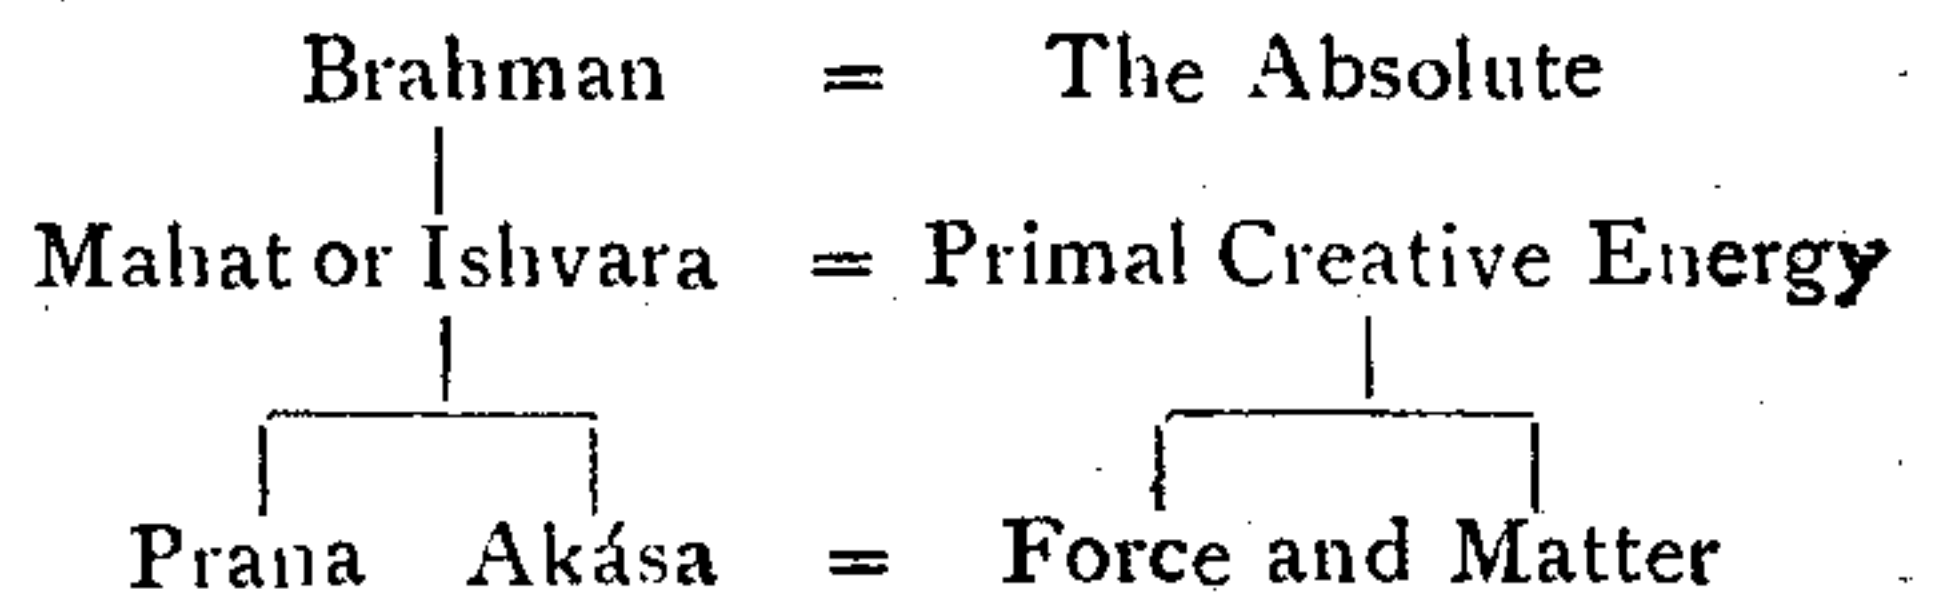 Brahman = The Absolute
Mahat or Ishvara = Primal Creative Energy
Prana Akása = Force and Matter